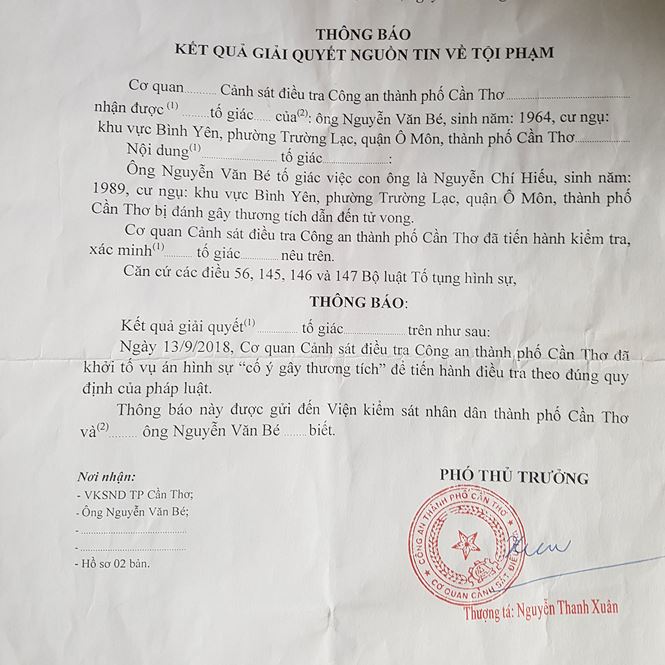 THÔNG BÁO
KẾT QUẢ GIẢI QUYẾT NGUỒN TIN VỀ TỘI PHẠM
Cơ quan.......... Cảnh sát điều tra Công an thành phố Cần Thơ..............................
nhận được (1) .........tố giác..... của(2): ông Nguyễn Văn Bé, sinh năm: 1964, cư ngụ:
khu vực Bình Yên, phường Trường Lạc, quận Ô Môn, thành phố Cần Thơ..............
Nội dung(1)........................ tố giác....................:
Ông Nguyễn Văn Bé tố giác việc con ông là Nguyễn Chí Hiếu, sinh năm:
1989, cư ngụ: khu vực Bình Yên, phường Trường Lạc, quận Ô Môn, thành phố
Cần Thơ bị đánh gây thương tích dẫn đến tử vong.
Cơ quan Cảnh sát điều tra Công an thành phố Cần Thơ đã tiến hành kiểm tra,
xác minh(1)........... tố giác............... nêu trên.
Căn cứ các điều 56, 145, 146 và 147 Bộ luật Tố tụng hình sự,
THÔNG BÁO:
Kết quả giải quyết(1) ................ tố giác..................... trên như sau:
Ngày 13/9/2018, Cơ quan Cảnh sát điều tra Công an thành phố Cần Thơ đã
khởi tố vụ án hình sự “cố ý gây thương tích” để tiến hành điều tra theo đúng quy
định của pháp luật.
Thông báo này được gửi đến Viện kiểm sát nhân dân thành phố Cần Thơ
và(2)......... ông Nguyễn Văn Bé ....... biết.
Nơi nhận:
- VKSND TP Cần Thơ;
- Ông Nguyễn Văn Bé;
- ..............................
- ..............................
- Hồ sơ 02 bản.
PHÓ THỦ TRƯỞNG
CÔNG AN THÀNH PHỐ CẦN THƠ
CƠ QUAN CẢNH SÁT ĐIỀU
Thượng tá: Nguyễn Thanh Xuân